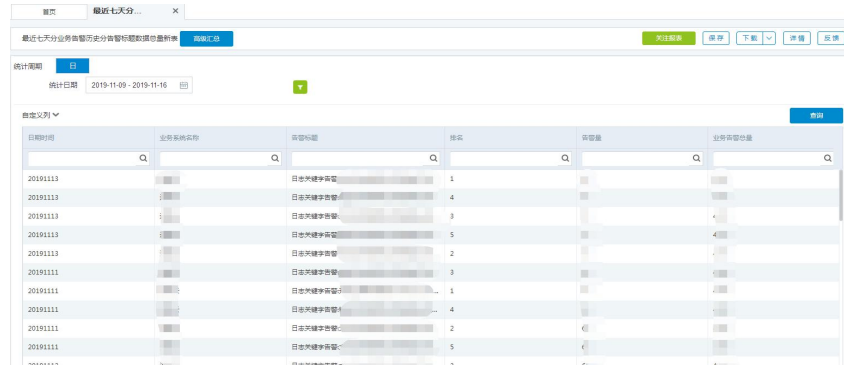 首页 最近七天分... ×
最近七天分业务告警历史分告警标题数据总量新表 高级汇总 关注报表 保存 下载 详情 反馈
统计周期 日
统计日期 2019-11-09 - 2019-11-16
自定义列 查询
日期时间 业务系统名称 告警标题 排名 告警量 业务告警总量
20191113 日志关键字告警 1
20191113 日志关键字告警 4
20191113 日志关键字告警 3
20191113 日志关键字告警 5
20191113 日志关键字告警 2
20191111 日志关键字告警 3
20191111 日志关键字告警 ... 1
20191111 日志关键字告警 ... 4
20191111 日志关键字告警 2
20191111 日志关键字告警 5